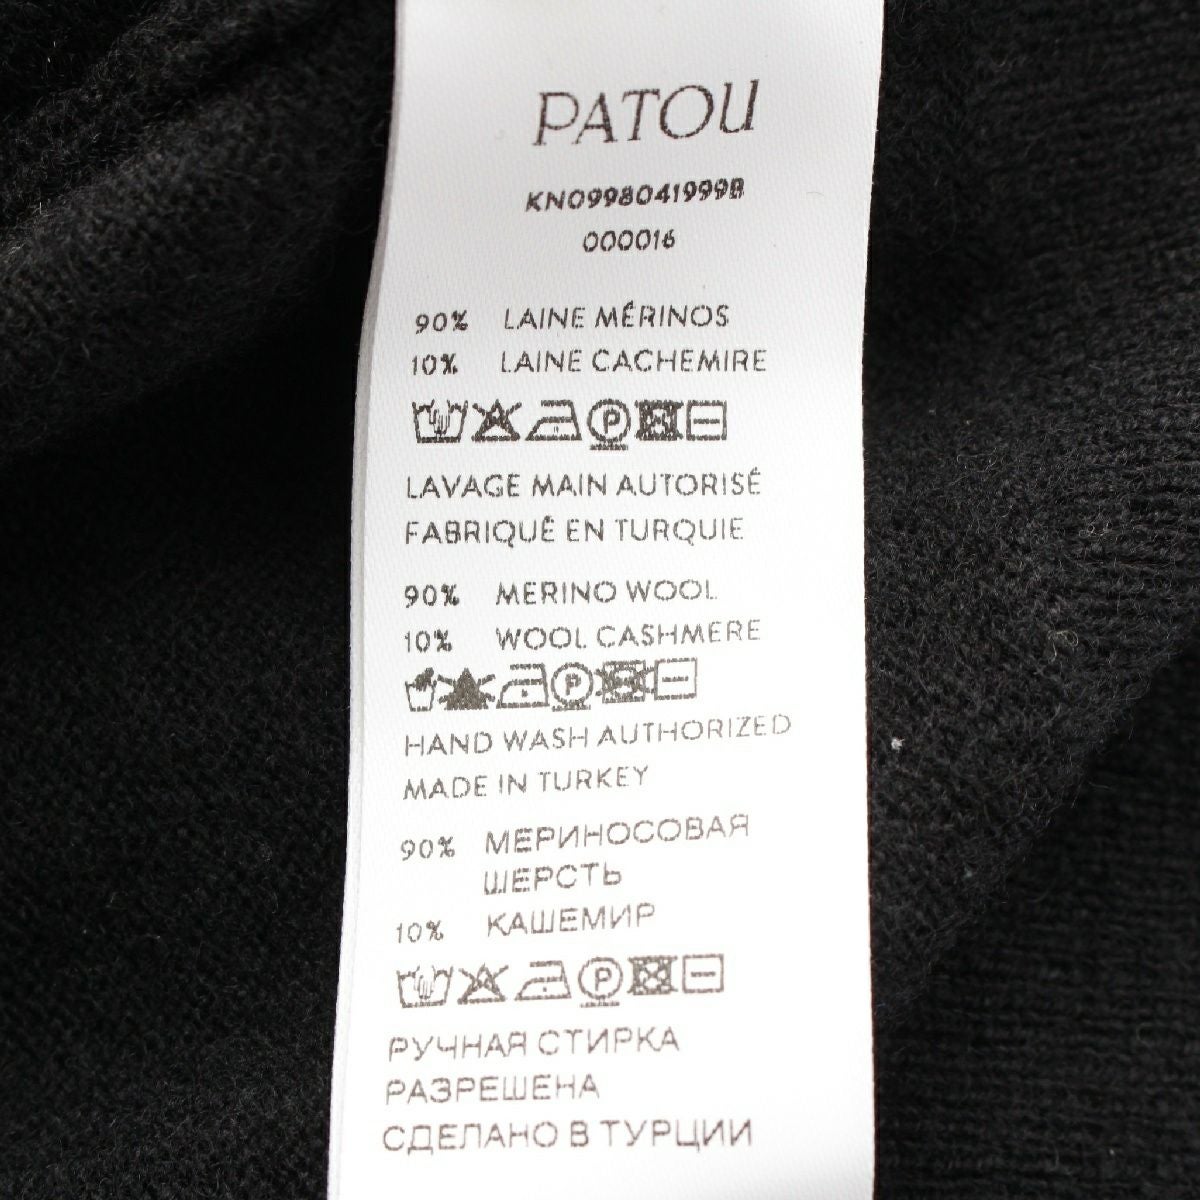 PATOU
KN0998041999B
000016
90% LAINE MÉRINOS
10% LAINE CACHEMIRE
P
LAVAGE MAIN AUTORISÉ
FABRIQUÉ EN TURQUIE
90% MERINO WOOL
10% WOOL CASHMERE
P
HAND WASH AUTHORIZED
MADE IN TURKEY
90% МЕРИНОСОВАЯ
ШЕРСТЬ
10% КАШЕМИР
P
РУЧНАЯ СТИРКА
РАЗРЕШЕНА
СДЕЛАНО В ТУРЦИИ